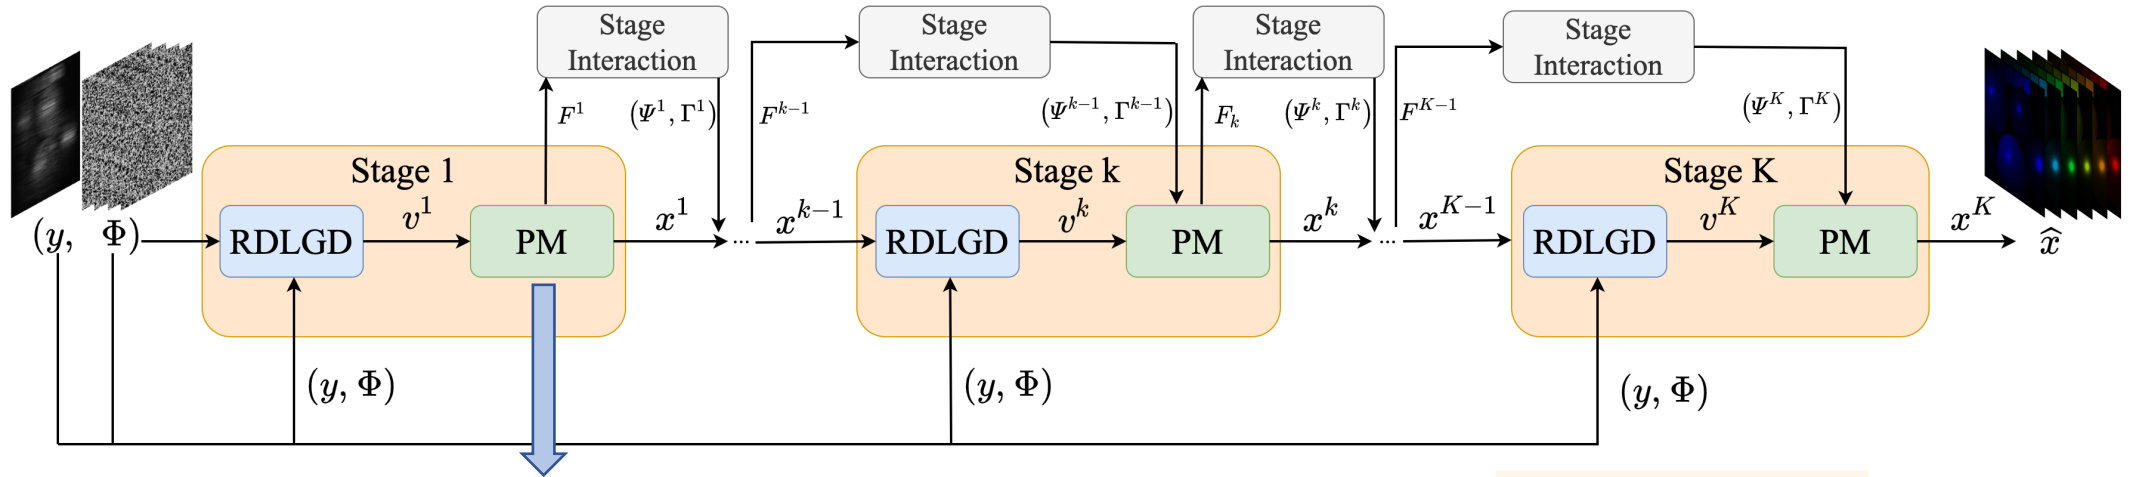 Stage
Interaction
Stage
Interaction
Stage
Interaction
Stage
Interaction
F^1
(Ψ^1, Γ^1)
F^{k−1}
(Ψ^{k−1}, Γ^{k−1})
F_k
(Ψ^k, Γ^k)
F^{K−1}
(Ψ^K, Γ^K)
Stage 1
Stage k
Stage K
(y, Φ)
RDLGD
v^1
PM
x^1
...
x^{k−1}
RDLGD
v^k
PM
x^k
...
x^{K−1}
RDLGD
v^K
PM
x^K
x̂
(y, Φ)
(y, Φ)
(y, Φ)